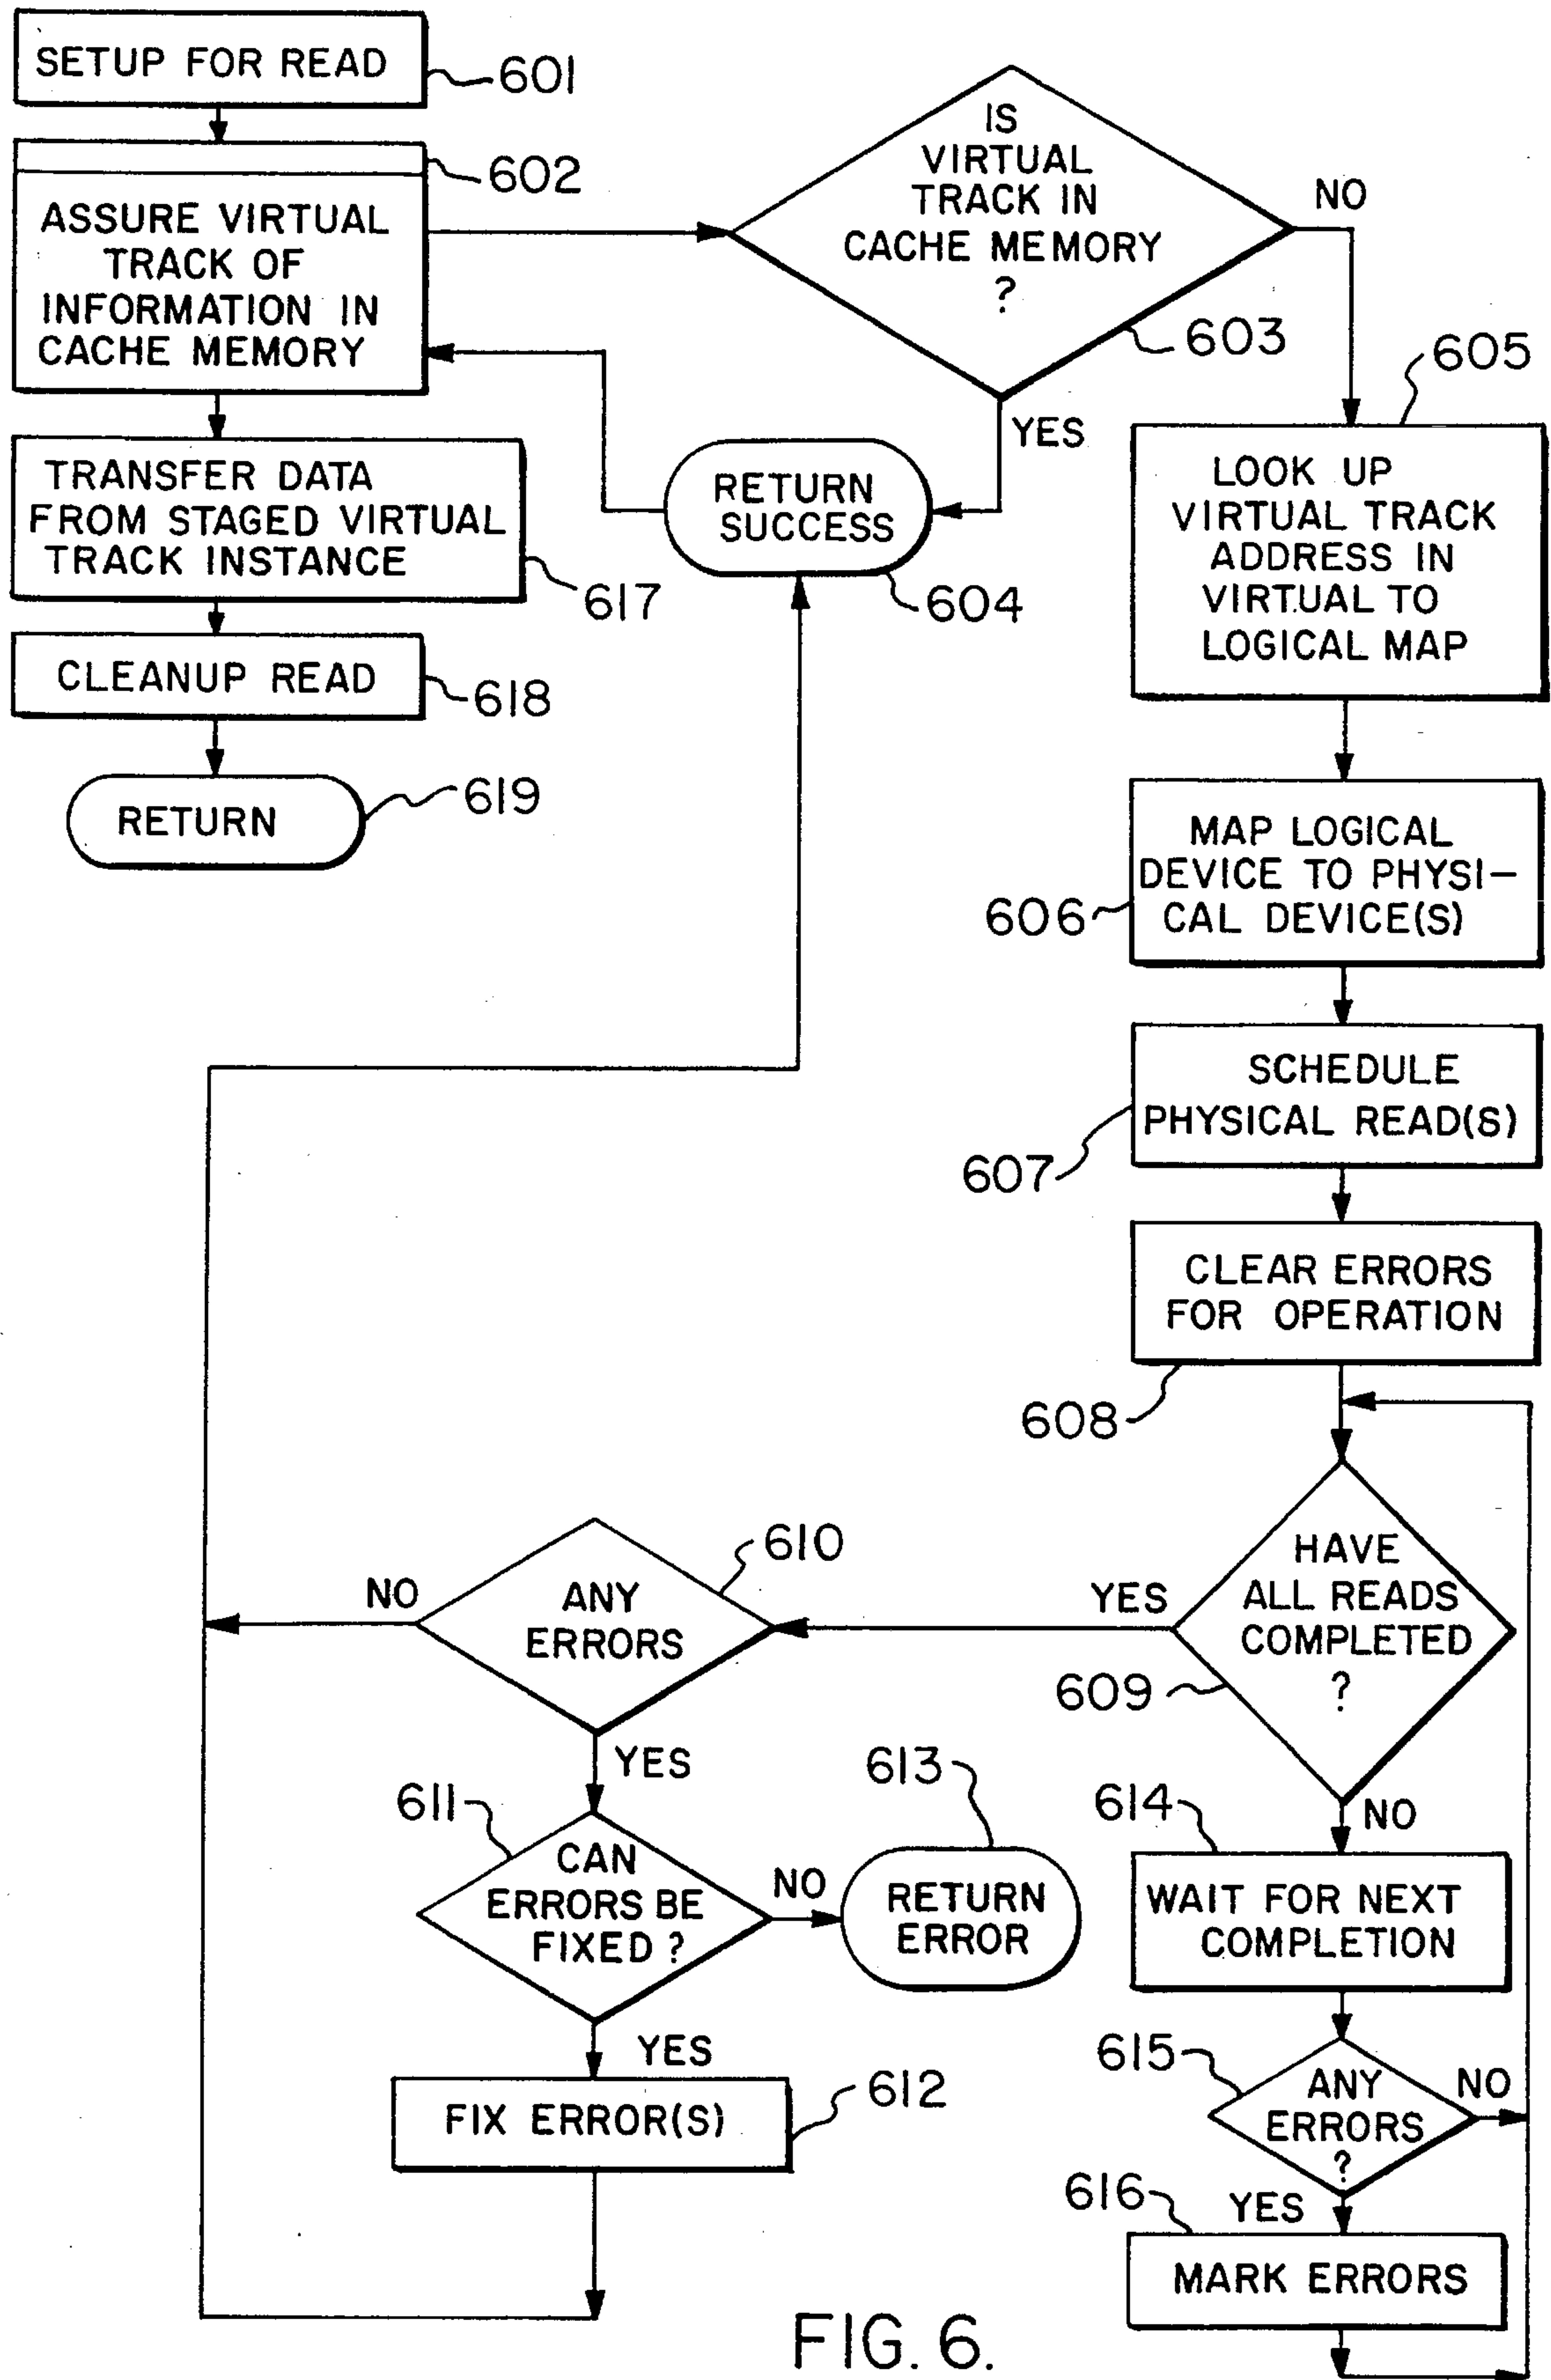 SETUP FOR READ
601
602
ASSURE VIRTUAL
TRACK OF
INFORMATION IN
CACHE MEMORY
TRANSFER DATA
FROM STAGED VIRTUAL
TRACK INSTANCE
617
CLEANUP READ
618
RETURN
619
IS
VIRTUAL
TRACK IN
CACHE MEMORY
?
603
NO
YES
RETURN
SUCCESS
604
605
LOOK UP
VIRTUAL TRACK
ADDRESS IN
VIRTUAL TO
LOGICAL MAP
MAP LOGICAL
DEVICE TO PHYSI-
CAL DEVICE(S)
606
SCHEDULE
PHYSICAL READ(S)
607
CLEAR ERRORS
FOR OPERATION
608
HAVE
ALL READS
COMPLETED
?
609
YES
NO
610
ANY
ERRORS
NO
YES
611
CAN
ERRORS BE
FIXED ?
NO
613
RETURN
ERROR
YES
FIX ERROR(S)
612
614
WAIT FOR NEXT
COMPLETION
615
ANY
ERRORS
?
NO
YES
616
MARK ERRORS
FIG. 6.